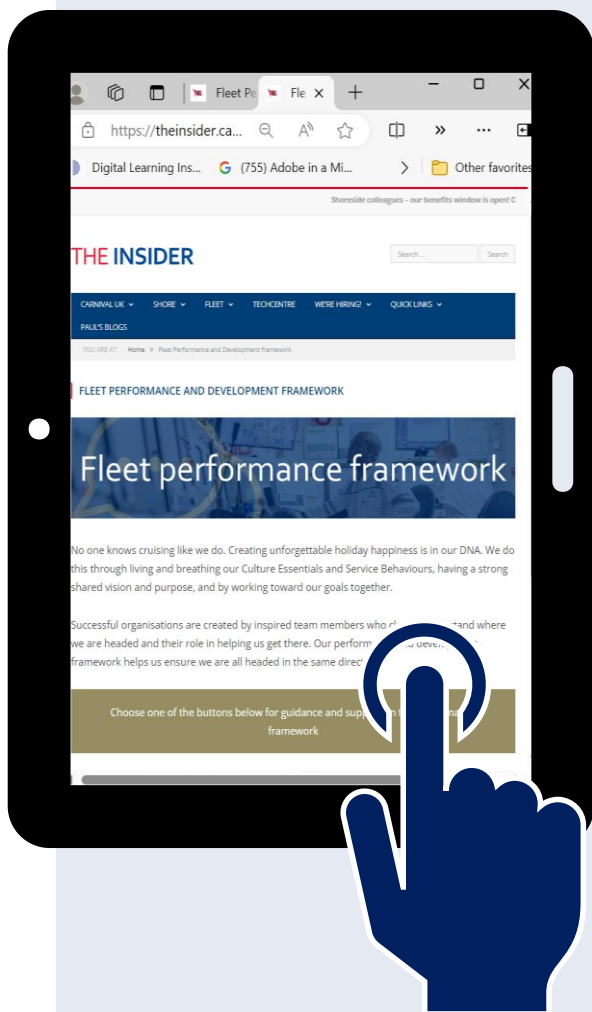 Fleet Pe Fle
https://theinsider.ca...
Digital Learning Ins... (755) Adobe in a Mi... Other favorites
Shoreside colleagues - our benefits window is open! C
THE INSIDER
Search... Search
CARNIVAL UK SHORE FLEET TECHCENTRE WE'RE HIRING! QUICK LINKS
PAUL'S BLOGS
YOU ARE AT: Home » Fleet Performance and Development Framework
FLEET PERFORMANCE AND DEVELOPMENT FRAMEWORK
Fleet performance framework
No one knows cruising like we do. Creating unforgettable holiday happiness is in our DNA. We do
this through living and breathing our Culture Essentials and Service Behaviours, having a strong
shared vision and purpose, and by working toward our goals together.
Successful organisations are created by inspired team members who and where
we are headed and their role in helping us get there. Our perform
framework helps us ensure we are all headed in the same direc
Choose one of the buttons below for guidance and supp
framework